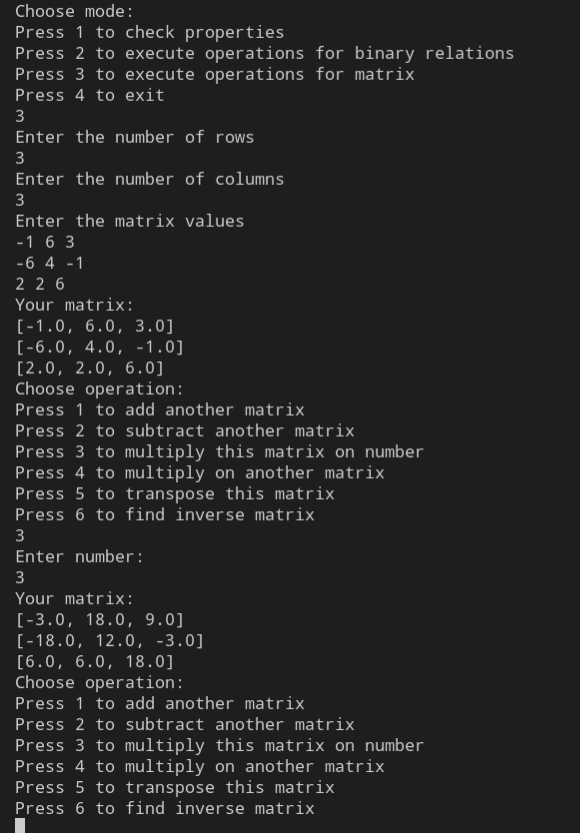 Choose mode:
Press 1 to check properties
Press 2 to execute operations for binary relations
Press 3 to execute operations for matrix
Press 4 to exit
3
Enter the number of rows
3
Enter the number of columns
3
Enter the matrix values
-1 6 3
-6 4 -1
2 2 6
Your matrix:
[-1.0, 6.0, 3.0]
[-6.0, 4.0, -1.0]
[2.0, 2.0, 6.0]
Choose operation:
Press 1 to add another matrix
Press 2 to subtract another matrix
Press 3 to multiply this matrix on number
Press 4 to multiply on another matrix
Press 5 to transpose this matrix
Press 6 to find inverse matrix
3
Enter number:
3
Your matrix:
[-3.0, 18.0, 9.0]
[-18.0, 12.0, -3.0]
[6.0, 6.0, 18.0]
Choose operation:
Press 1 to add another matrix
Press 2 to subtract another matrix
Press 3 to multiply this matrix on number
Press 4 to multiply on another matrix
Press 5 to transpose this matrix
Press 6 to find inverse matrix